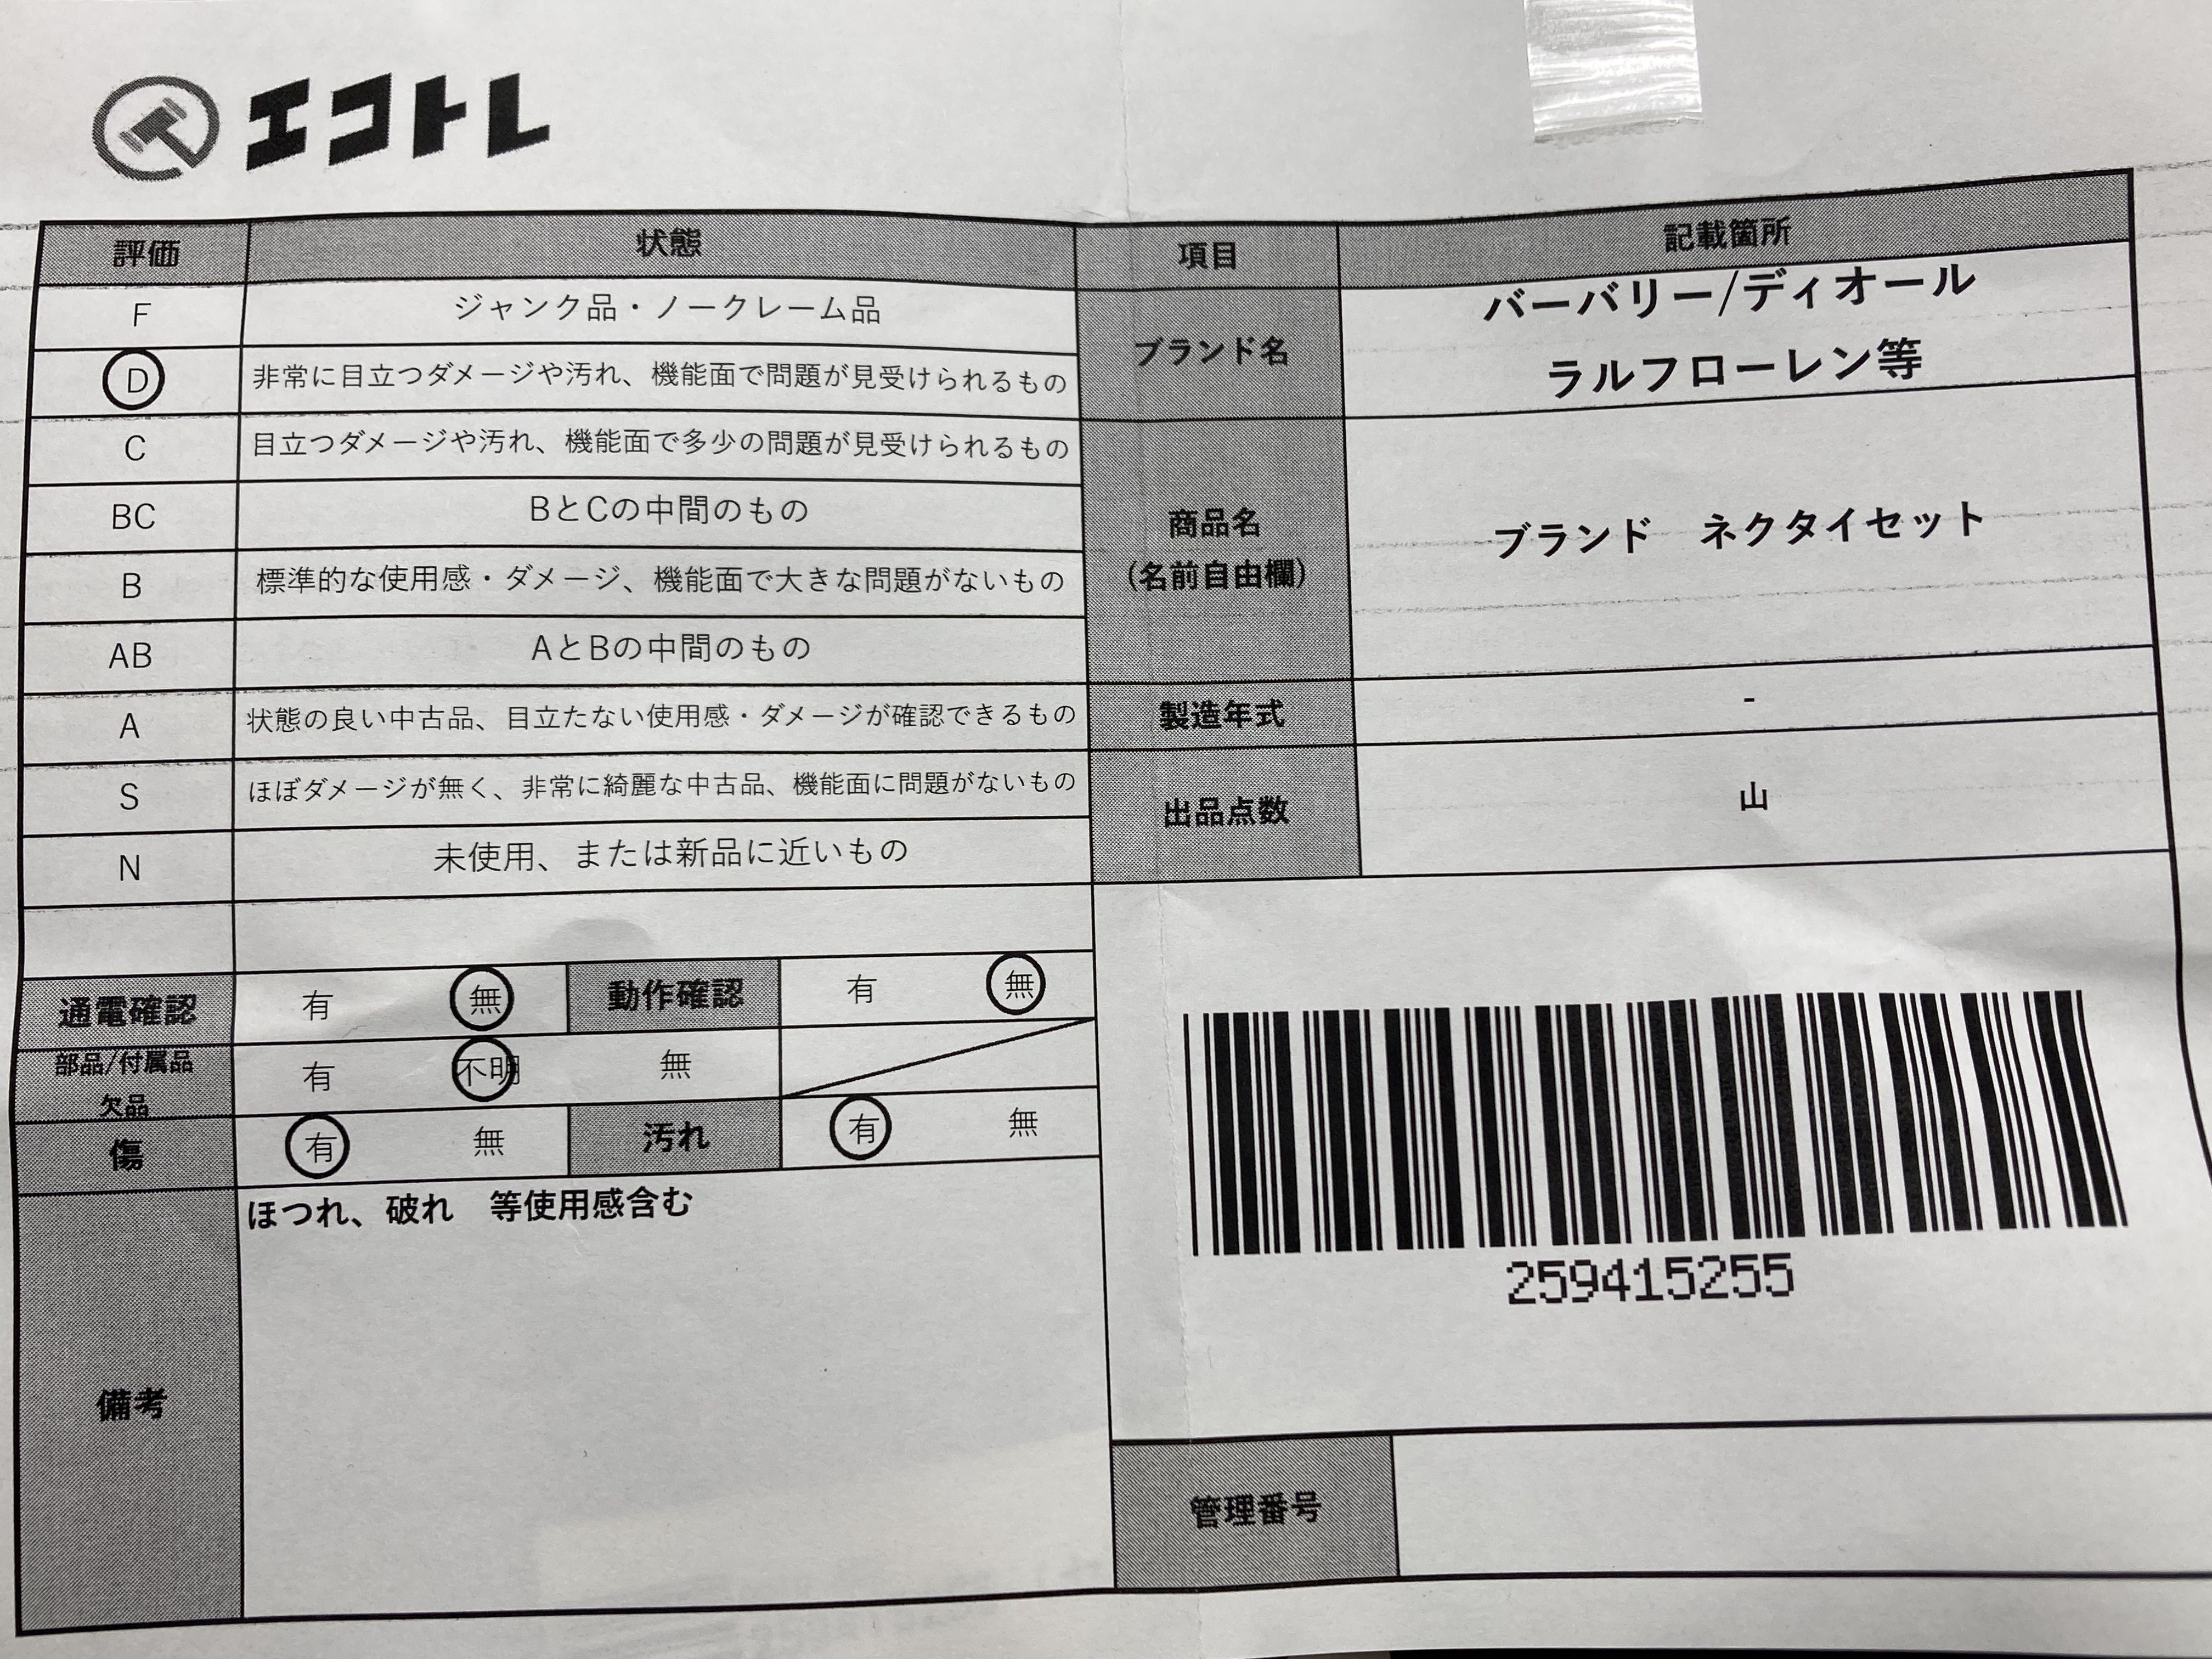 エコトレ
評価 状態 項目 記載箇所
F ジャンク品・ノークレーム品
D 非常に目立つダメージや汚れ、機能面で問題が見受けられるもの
C 目立つダメージや汚れ、機能面で多少の問題が見受けられるもの
BC BとCの中間のもの
B 標準的な使用感・ダメージ、機能面で大きな問題がないもの
AB AとBの中間のもの
A 状態の良い中古品、目立たない使用感・ダメージが確認できるもの
S ほぼダメージが無く、非常に綺麗な中古品、機能面に問題がないもの
N 未使用、または新品に近いもの
ブランド名
バーバリー/ディオール
ラルフローレン等
商品名
(名前自由欄)
ブランド ネクタイセット
製造年式 -
出品点数 山
通電確認 有 無 動作確認 有 無
部品/付属品
欠品
有 不明 無
傷 有 無 汚れ 有 無
備考
ほつれ、破れ 等使用感含む
259415255
管理番号